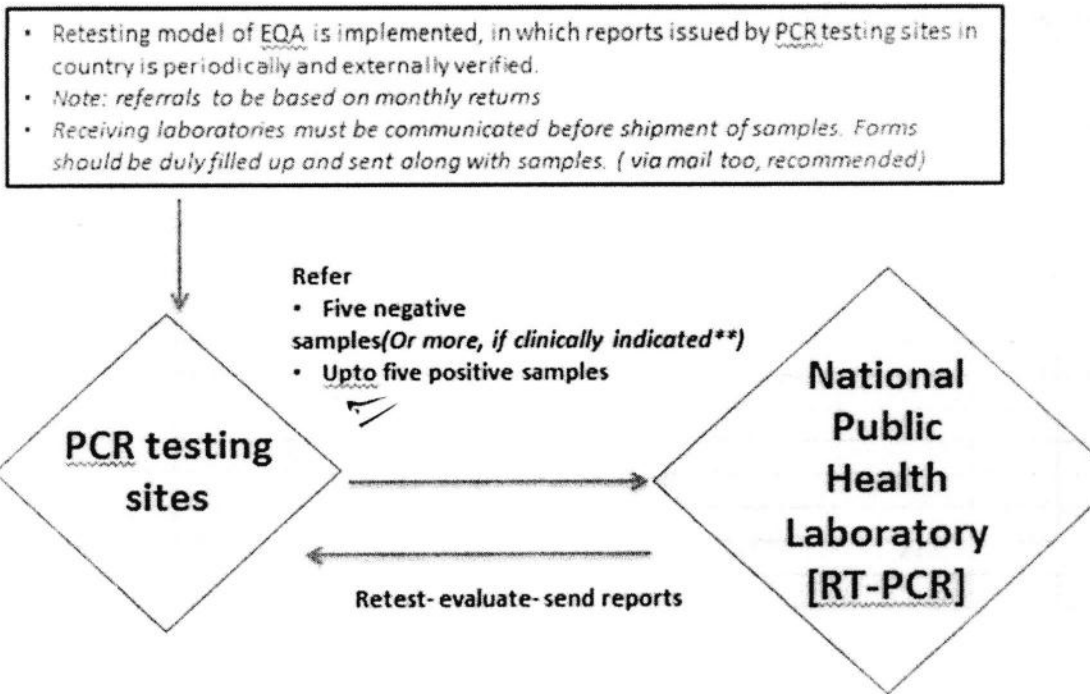 • Retesting model of EQA is implemented, in which reports issued by PCR testing sites in
country is periodically and externally verified.
• Note: referrals to be based on monthly returns
• Receiving laboratories must be communicated before shipment of samples. Forms
should be duly filled up and sent along with samples. ( via mail too, recommended)
Refer
• Five negative
samples(Or more, if clinically indicated**)
• Upto five positive samples
PCR testing
sites
National
Public
Health
Laboratory
[RT-PCR]
Retest- evaluate- send reports